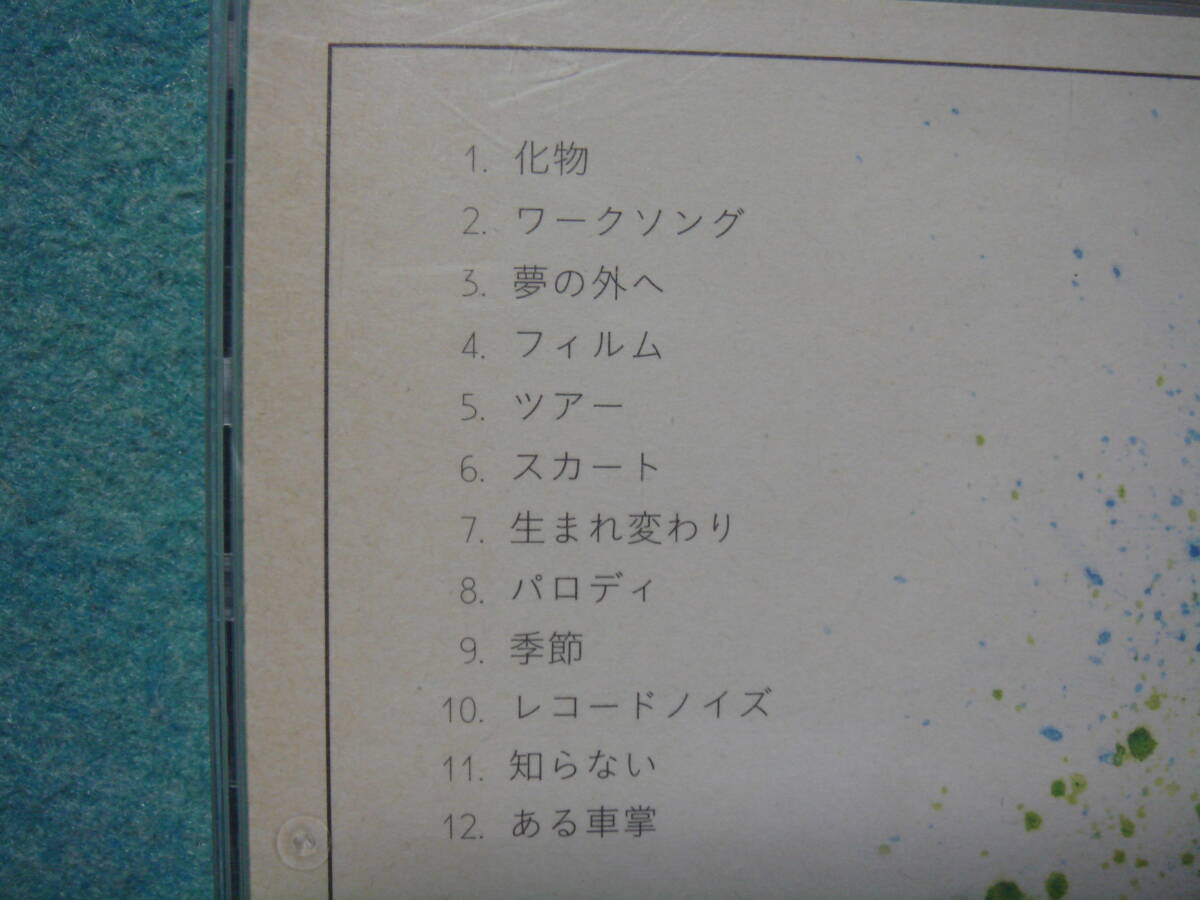 1. 化物
2. ワークソング
3. 夢の外へ
4. フィルム
5. ツアー
6. スカート
7. 生まれ変わり
8. パロディ
9. 季節
10. レコードノイズ
11. 知らない
12. ある車掌